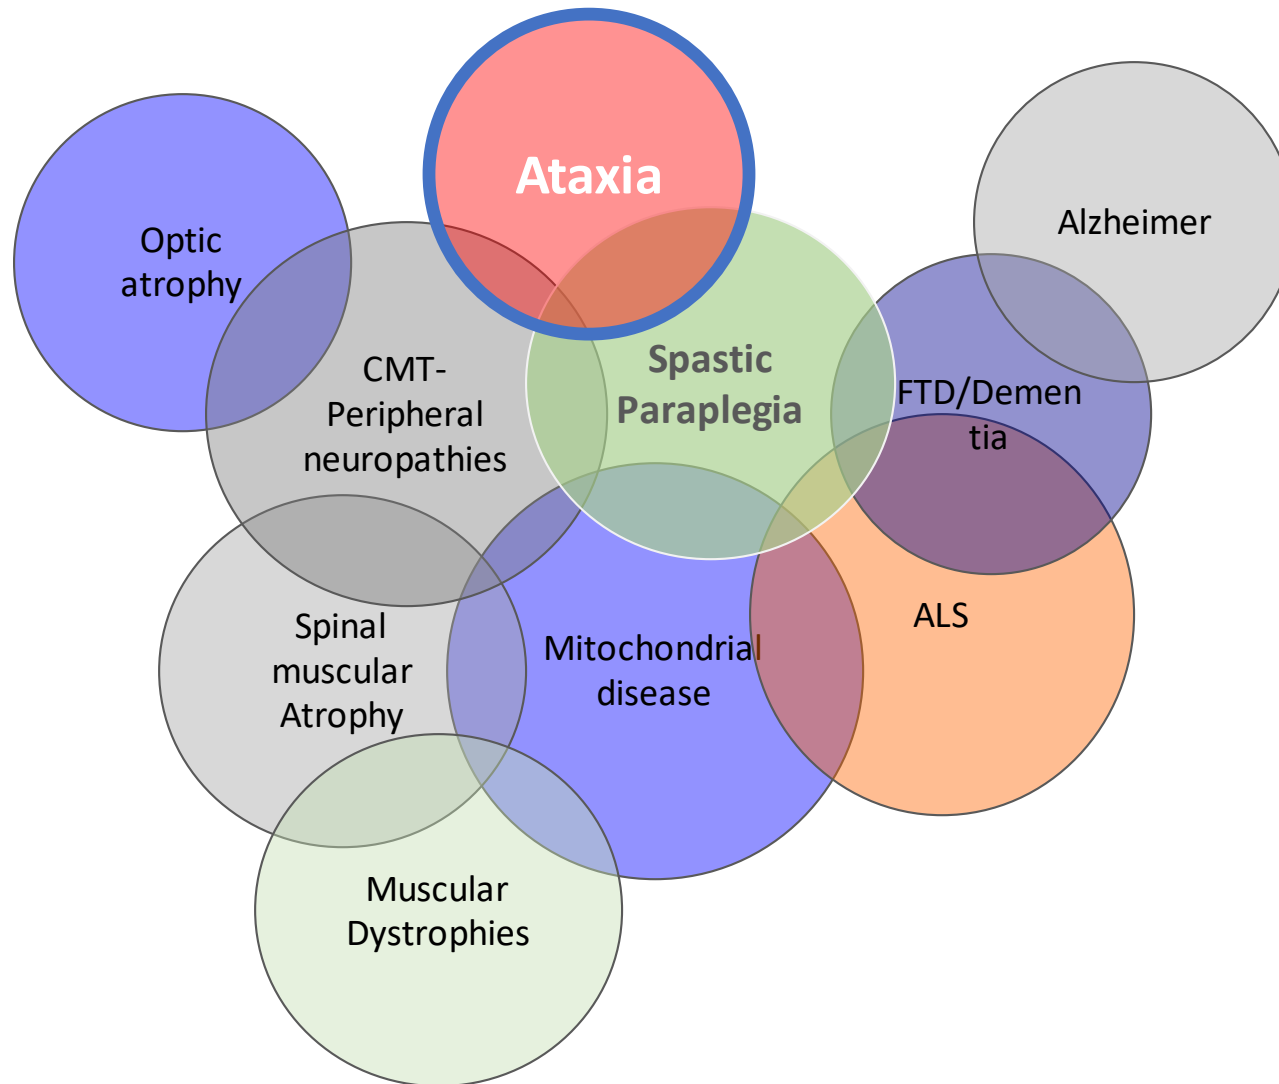 Ataxia
Optic
atrophy
Alzheimer
CMT-
Peripheral
neuropathies
Spastic
Paraplegia
FTD/Demen
tia
Spinal
muscular
Atrophy
Mitochondrial
disease
ALS
Muscular
Dystrophies